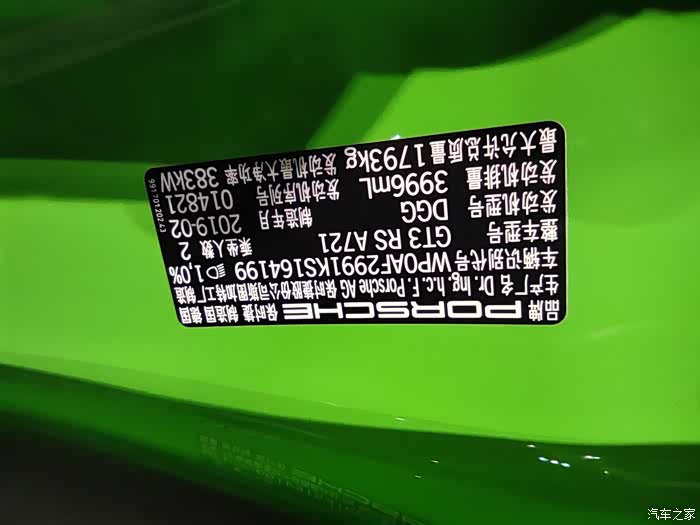 品牌 PORSCHE 保时捷 制造国 德国
生产厂名 Dr. Ing. h.c. F. Porsche AG 保时捷股份公司斯图加特工厂制造
车辆识别代号 WP0AF2991KS164199 1,0%
整车型号 GT3 RS A721 乘坐人数 2
发动机型号 DGG 制造年月 2019-02
发动机排量 3996mL 发动机序列号 014821
最大允许总质量 1793kg 发动机最大净功率 383kW
汽车之家